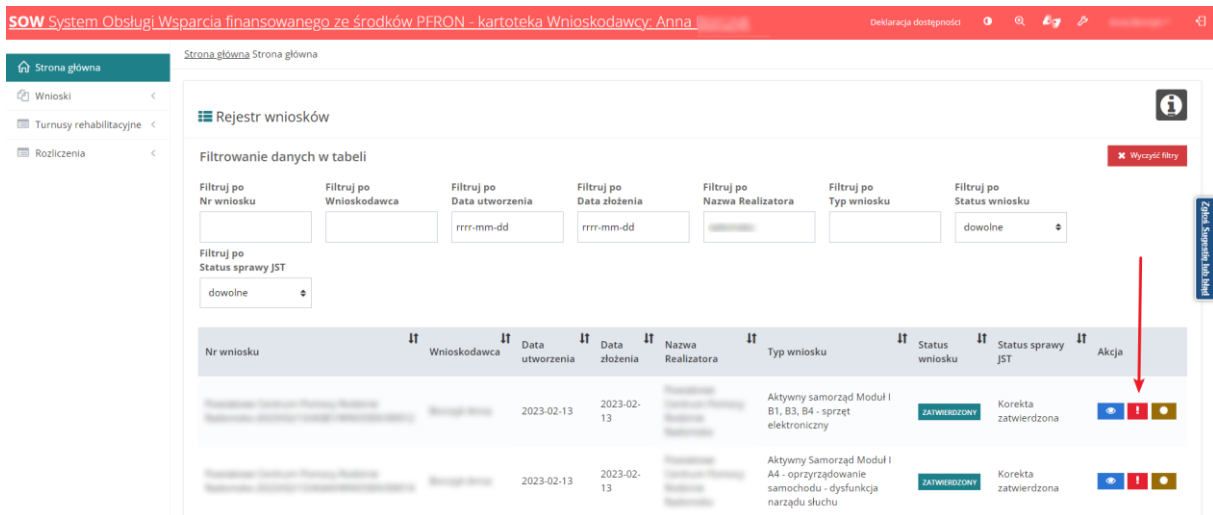 SOW System Obsługi Wsparcia finansowanego ze środków PFRON - kartoteka Wnioskodawcy: Anna
Deklaracja dostępności
Strona główna
Wnioski
Turnusy rehabilitacyjne
Rozliczenia
Strona główna Strona główna
Rejestr wniosków
Filtrowanie danych w tabeli
Wyczyść filtry
Filtruj po
Nr wniosku
Filtruj po
Wnioskodawca
Filtruj po
Data utworzenia
rrrr-mm-dd
Filtruj po
Data złożenia
rrrr-mm-dd
Filtruj po
Nazwa Realizatora
Filtruj po
Typ wniosku
Filtruj po
Status wniosku
dowolne
Filtruj po
Status sprawy JST
dowolne
Zgłoś Sugestię lub błąd
Nr wniosku
Wnioskodawca
Data
utworzenia
Data
złożenia
Nazwa
Realizatora
Typ wniosku
Status
wniosku
Status sprawy
JST
Akcja
2023-02-13
2023-02-
13
Aktywny samorząd Moduł I
B1, B3, B4 - sprzęt
elektroniczny
ZATWIERDZONY
Korekta
zatwierdzona
2023-02-13
2023-02-
13
Aktywny Samorząd Moduł I
A4 - oprzyrządowanie
samochodu - dysfunkcja
narządu słuchu
ZATWIERDZONY
Korekta
zatwierdzona